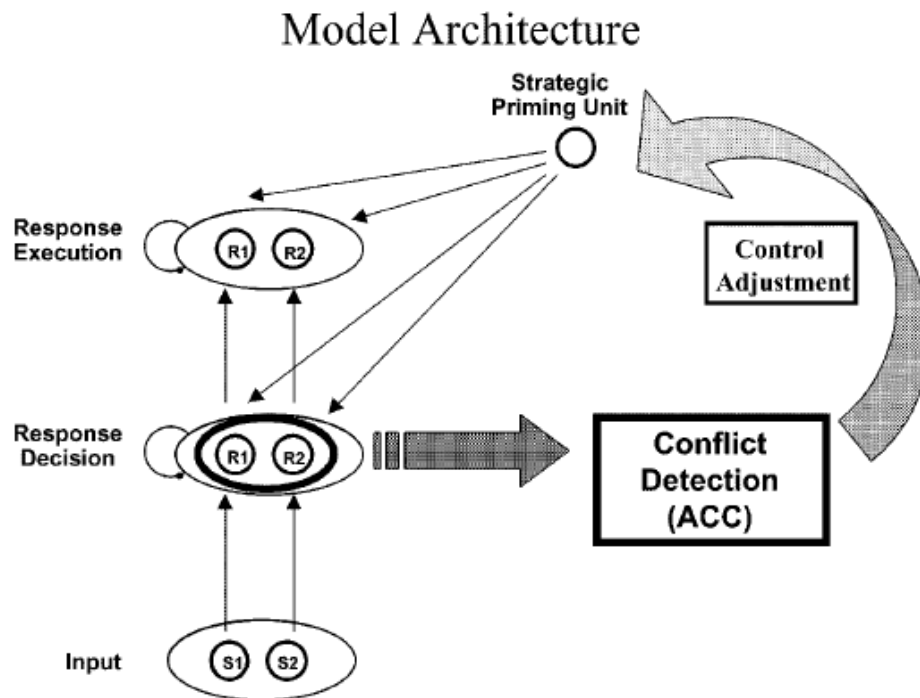 Model Architecture
Strategic
Priming Unit
Response
Execution
R1 R2
Control
Adjustment
Response
Decision
R1 R2
Conflict
Detection
(ACC)
Input
S1 S2